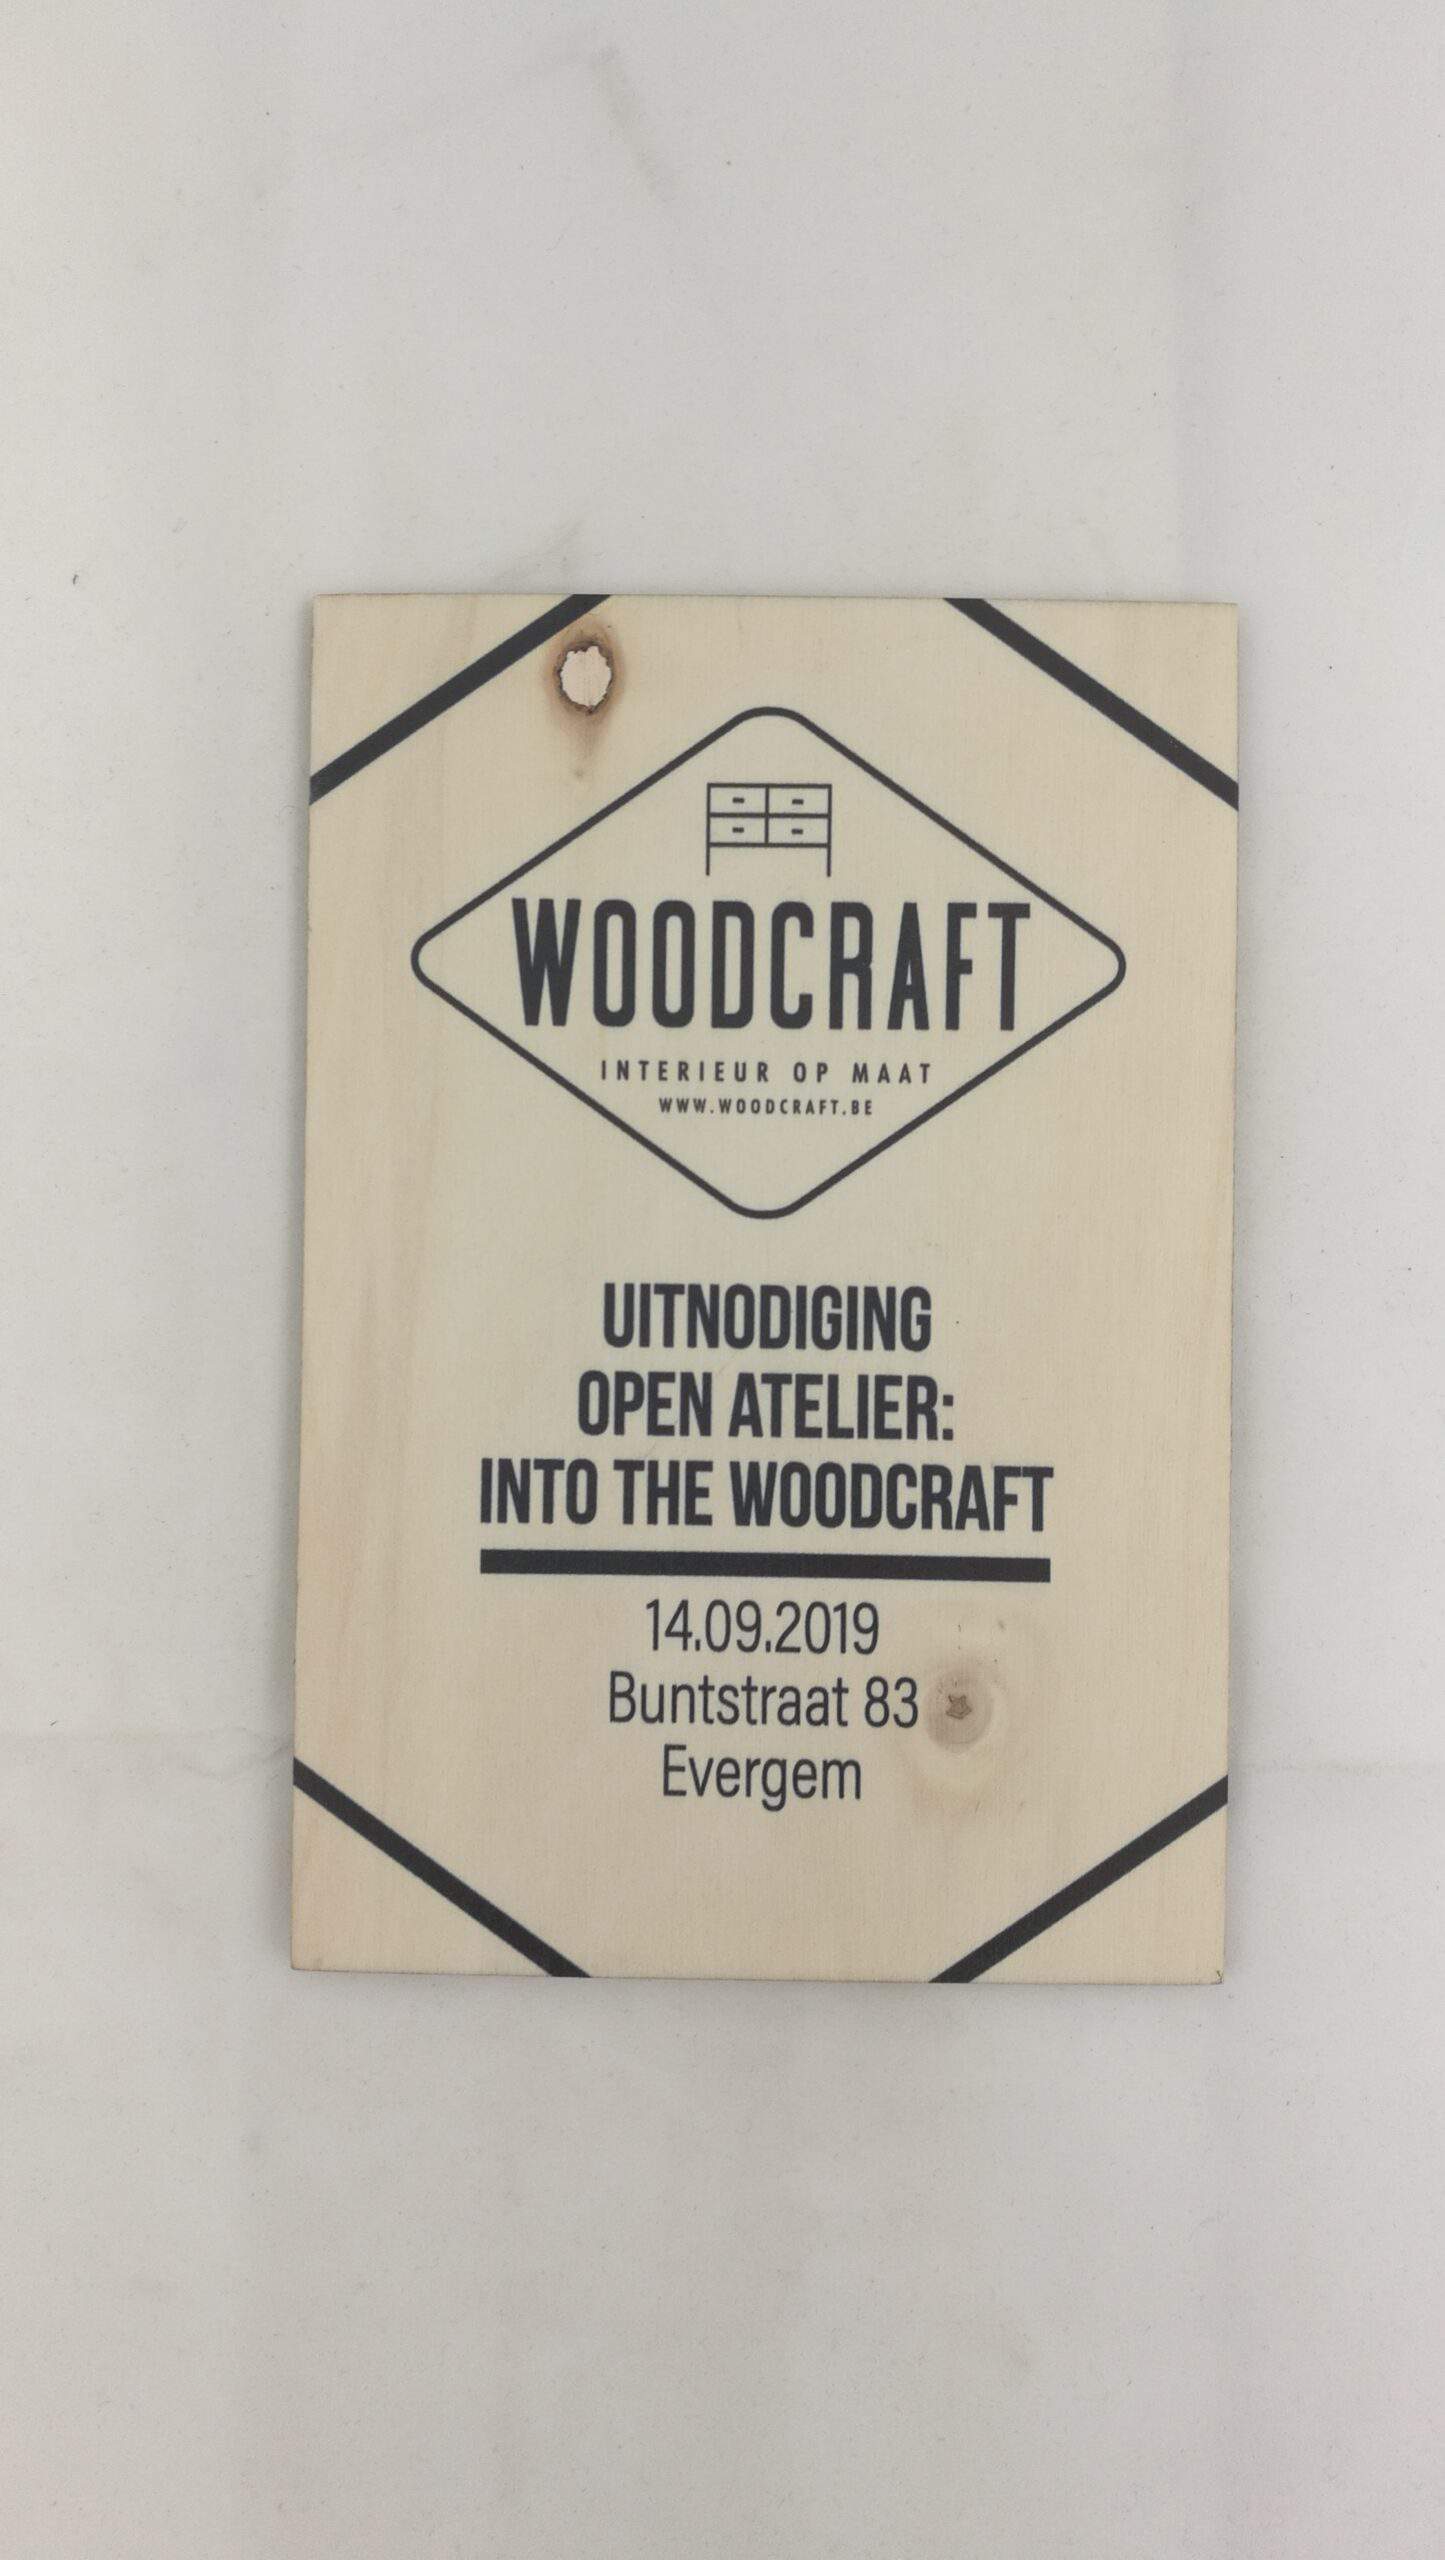 WOODCRAFT
INTERIEUR OP MAAT
WWW.WOODCRAFT.BE
UITNODIGING
OPEN ATELIER:
INTO THE WOODCRAFT
14.09.2019
Buntstraat 83
Evergem